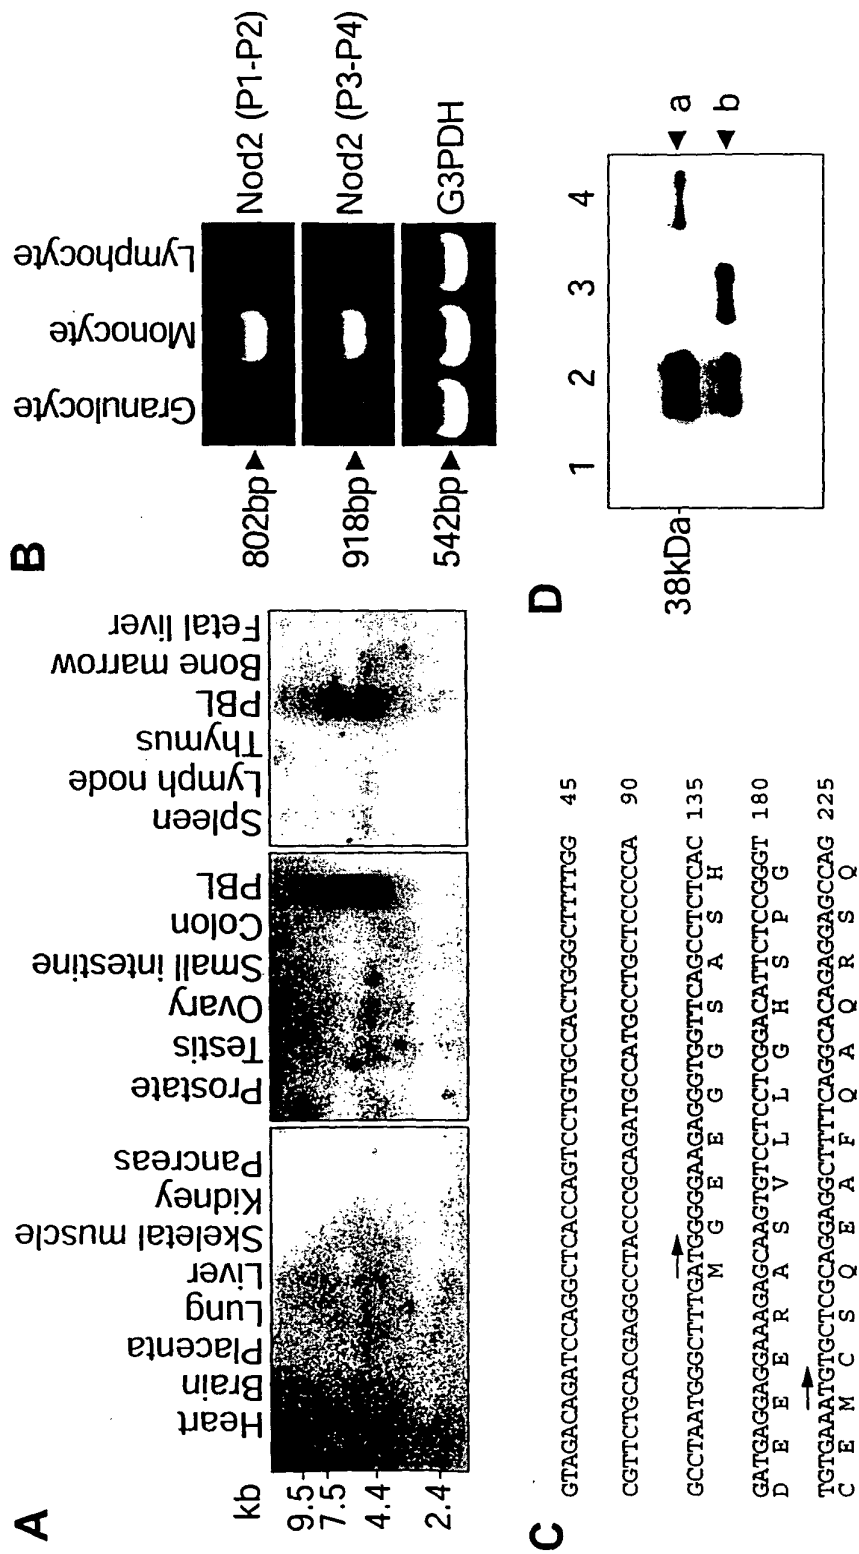 A
Heart
Brain
Placenta
Lung
Liver
Skeletal muscle
Kidney
Pancreas
Prostate
Testis
Ovary
Small intestine
Colon
PBL
Spleen
Lymph node
Thymus
PBL
Bone marrow
Fetal liver
kb
9.5
7.5
4.4
2.4
B
Granulocyte
Monocyte
Lymphocyte
802bp Nod2 (P1-P2)
918bp Nod2 (P3-P4)
542bp G3PDH
C
GTAGACAGATCCAGGCTCACCAGTCCTGTGCCACTGGGCTTTTGG 45
CGTTCTGCACGAGGCCTACCCGCAGATGCCATGCCTGCTCCCCCA 90
GCCTAATGGGCTTTGATGGGGGAAGAGGGTGGTTCAGCCTCTCAC 135
M G E E G G S A S H
GATGAGGAGGAAAGAGCAAGTGTCCTCCTCGGACATTCTCCGGGT 180
D E E E R A S V L L G H S P G
TGTGAAATGTGCTCGCAGGAGGCTTTTCAGGCACAGAGGAGCCAG 225
C E M C S Q E A F Q A Q R S Q
D
1 2 3 4
38kDa a
b